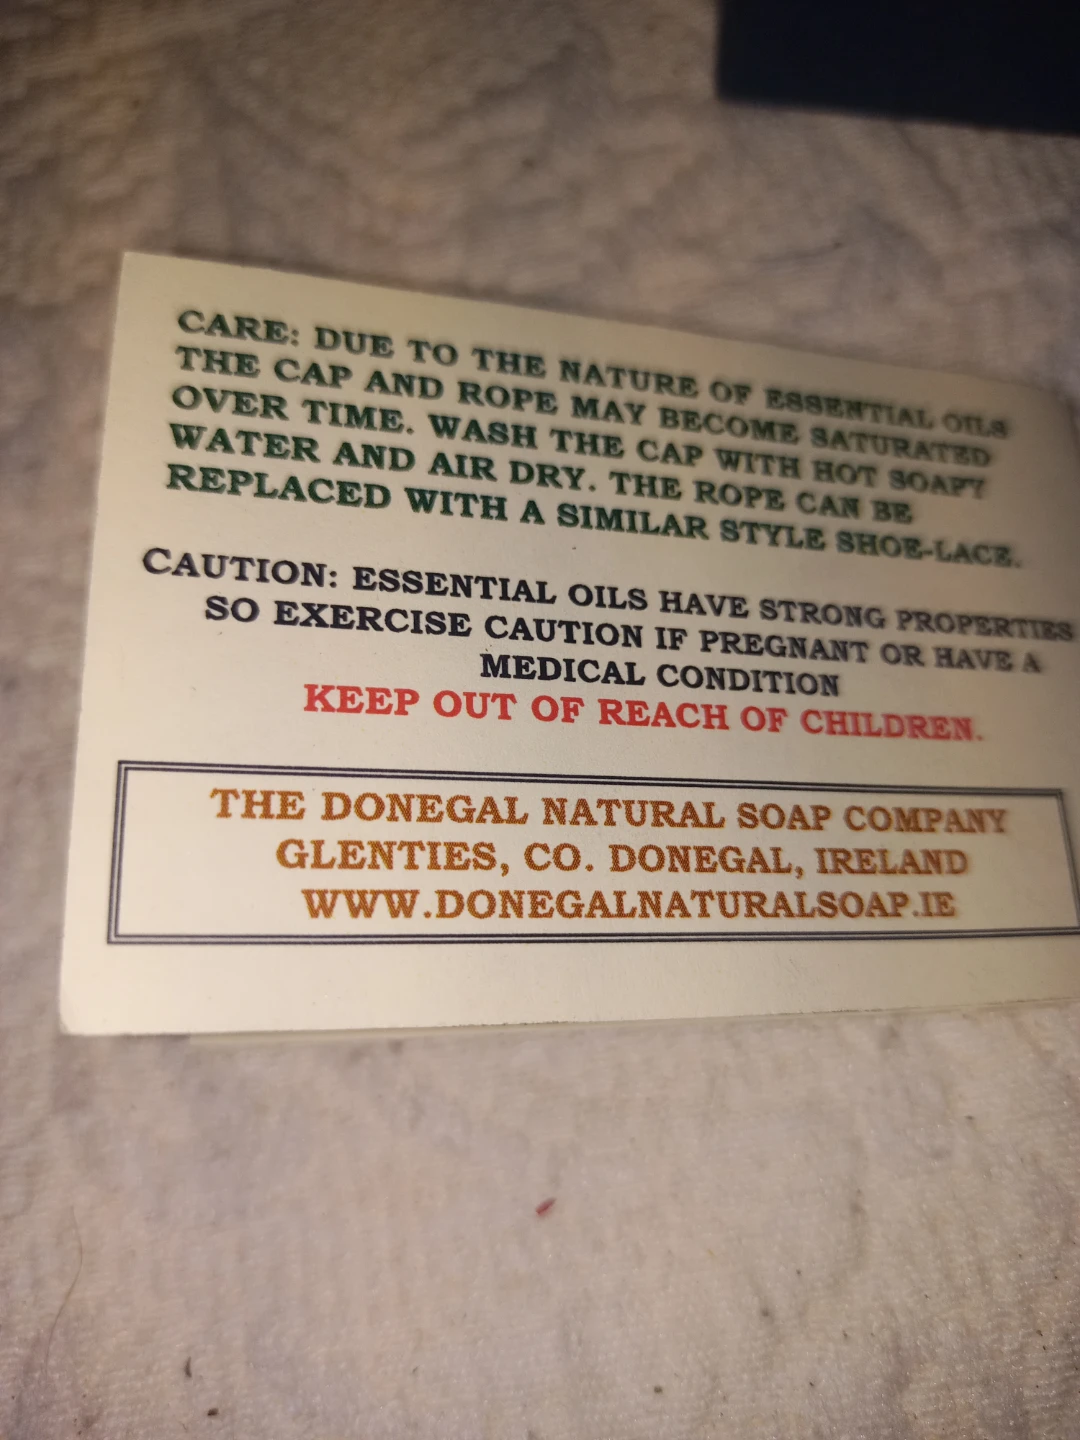 CARE: DUE TO THE NATURE OF ESSENTIAL OILS
THE CAP AND ROPE MAY BECOME SATURATED
OVER TIME. WASH THE CAP WITH HOT SOAPY
WATER AND AIR DRY. THE ROPE CAN BE
REPLACED WITH A SIMILAR STYLE SHOE-LACE.
CAUTION: ESSENTIAL OILS HAVE STRONG PROPERTIES
SO EXERCISE CAUTION IF PREGNANT OR HAVE A
MEDICAL CONDITION
KEEP OUT OF REACH OF CHILDREN.
THE DONEGAL NATURAL SOAP COMPANY
GLENTIES, CO. DONEGAL, IRELAND
WWW.DONEGALNATURALSOAP.IE